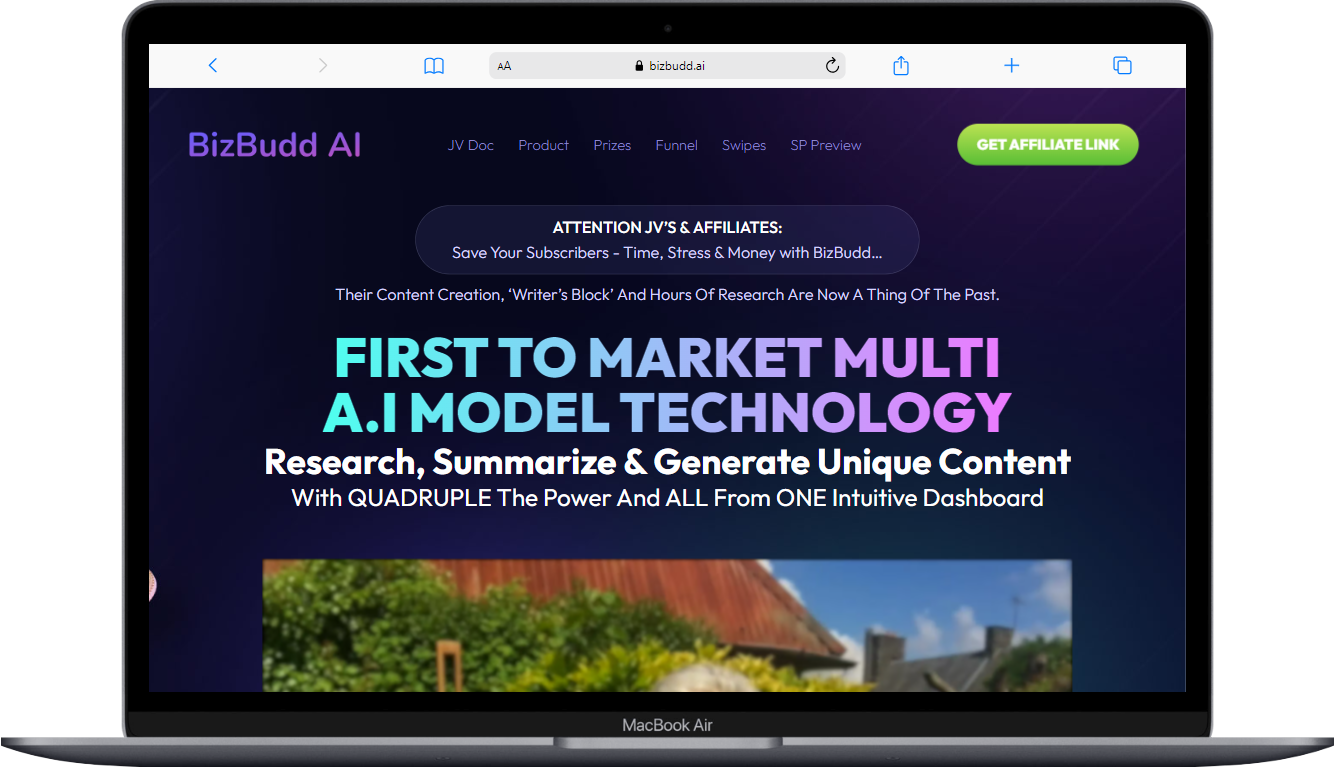 AA bizbudd.ai
BizBudd AI
JV Doc Product Prizes Funnel Swipes SP Preview
GET AFFILIATE LINK
ATTENTION JV'S & AFFILIATES:
Save Your Subscribers - Time, Stress & Money with BizBudd...
Their Content Creation, ‘Writer’s Block’ And Hours Of Research Are Now A Thing Of The Past.
FIRST TO MARKET MULTI
A.I MODEL TECHNOLOGY
Research, Summarize & Generate Unique Content
With QUADRUPLE The Power And ALL From ONE Intuitive Dashboard
MacBook Air